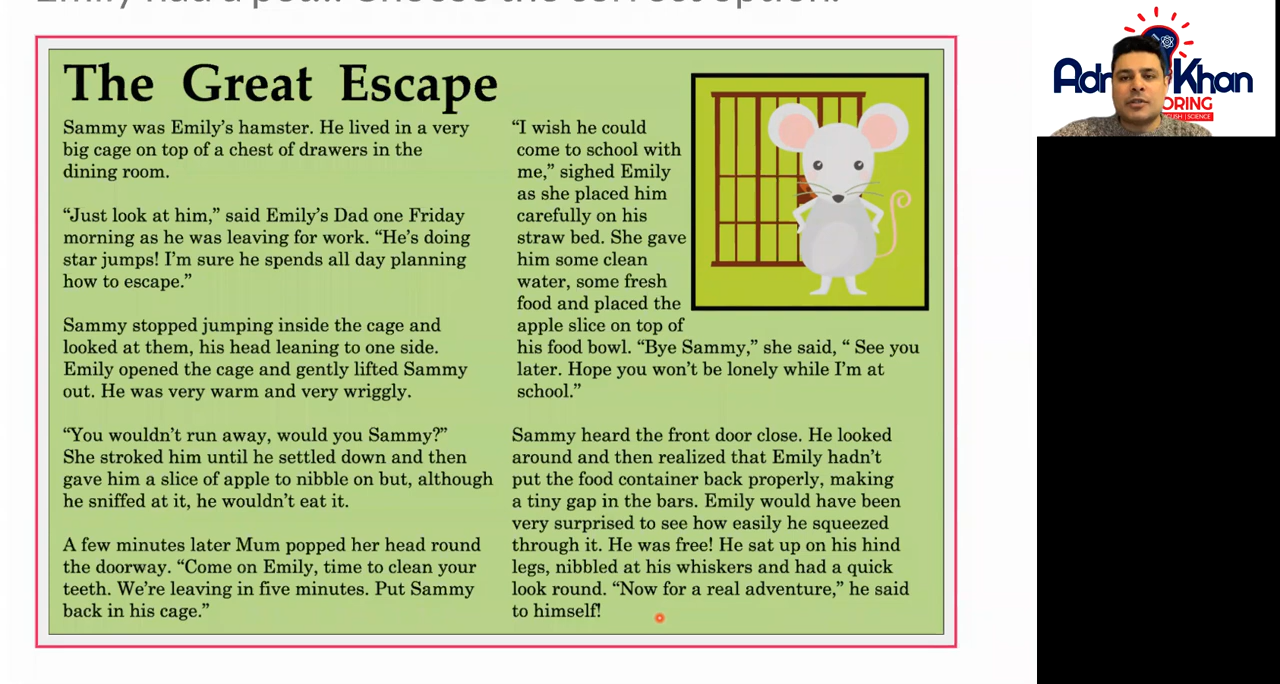 Emily had a pet... Choose the correct option.
The Great Escape
Sammy was Emily's hamster. He lived in a very
big cage on top of a chest of drawers in the
dining room.
“Just look at him,” said Emily's Dad one Friday
morning as he was leaving for work. “He's doing
star jumps! I'm sure he spends all day planning
how to escape.”
Sammy stopped jumping inside the cage and
looked at them, his head leaning to one side.
Emily opened the cage and gently lifted Sammy
out. He was very warm and very wriggly.
“You wouldn't run away, would you Sammy?”
She stroked him until he settled down and then
gave him a slice of apple to nibble on but, although
he sniffed at it, he wouldn't eat it.
A few minutes later Mum popped her head round
the doorway. “Come on Emily, time to clean your
teeth. We're leaving in five minutes. Put Sammy
back in his cage.”
“I wish he could
come to school with
me,” sighed Emily
as she placed him
carefully on his
straw bed. She gave
him some clean
water, some fresh
food and placed the
apple slice on top of
his food bowl. “Bye Sammy,” she said, “ See you
later. Hope you won't be lonely while I'm at
school.”
Sammy heard the front door close. He looked
around and then realized that Emily hadn't
put the food container back properly, making
a tiny gap in the bars. Emily would have been
very surprised to see how easily he squeezed
through it. He was free! He sat up on his hind
legs, nibbled at his whiskers and had a quick
look round. “Now for a real adventure,” he said
to himself!
Khan